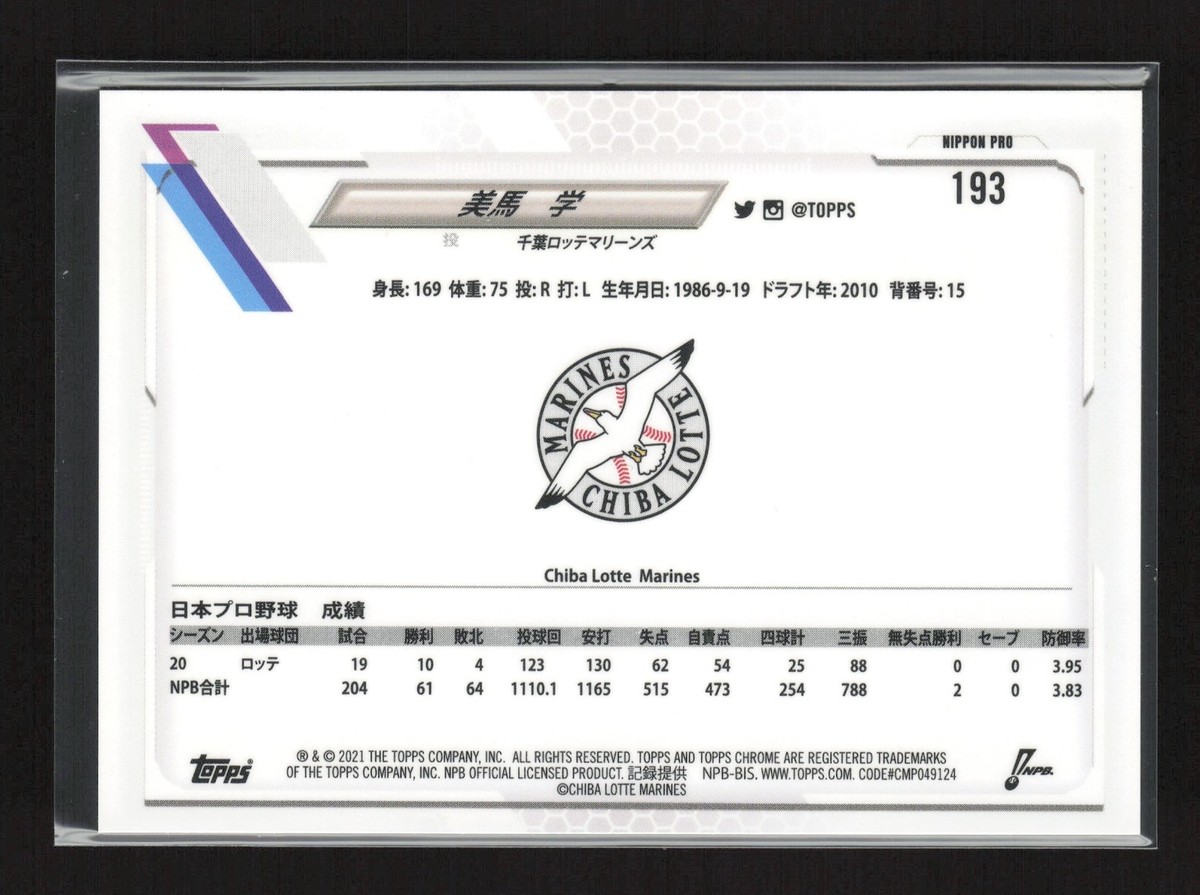 NIPPON PRO
193
美馬 学
@TOPPS
投 千葉ロッテマリーンズ
身長: 169 体重: 75 投: R 打: L 生年月日: 1986-9-19 ドラフト年: 2010 背番号: 15
MARINES
CHIBA LOTTE
Chiba Lotte Marines
日本プロ野球 成績
シーズン 出場球団 試合 勝利 敗北 投球回 安打 失点 自責点 四球計 三振 無失点勝利 セーブ 防御率
20 ロッテ 19 10 4 123 130 62 54 25 88 0 0 3.95
NPB合計 204 61 64 1110.1 1165 515 473 254 788 2 0 3.83
TOPPS®
® & © 2021 THE TOPPS COMPANY, INC. ALL RIGHTS RESERVED. TOPPS AND TOPPS CHROME ARE REGISTERED TRADEMARKS
OF THE TOPPS COMPANY, INC. NPB OFFICIAL LICENSED PRODUCT. 記録提供 NPB-BIS. WWW.TOPPS.COM. CODE#CMP049124
©CHIBA LOTTE MARINES
NPB.